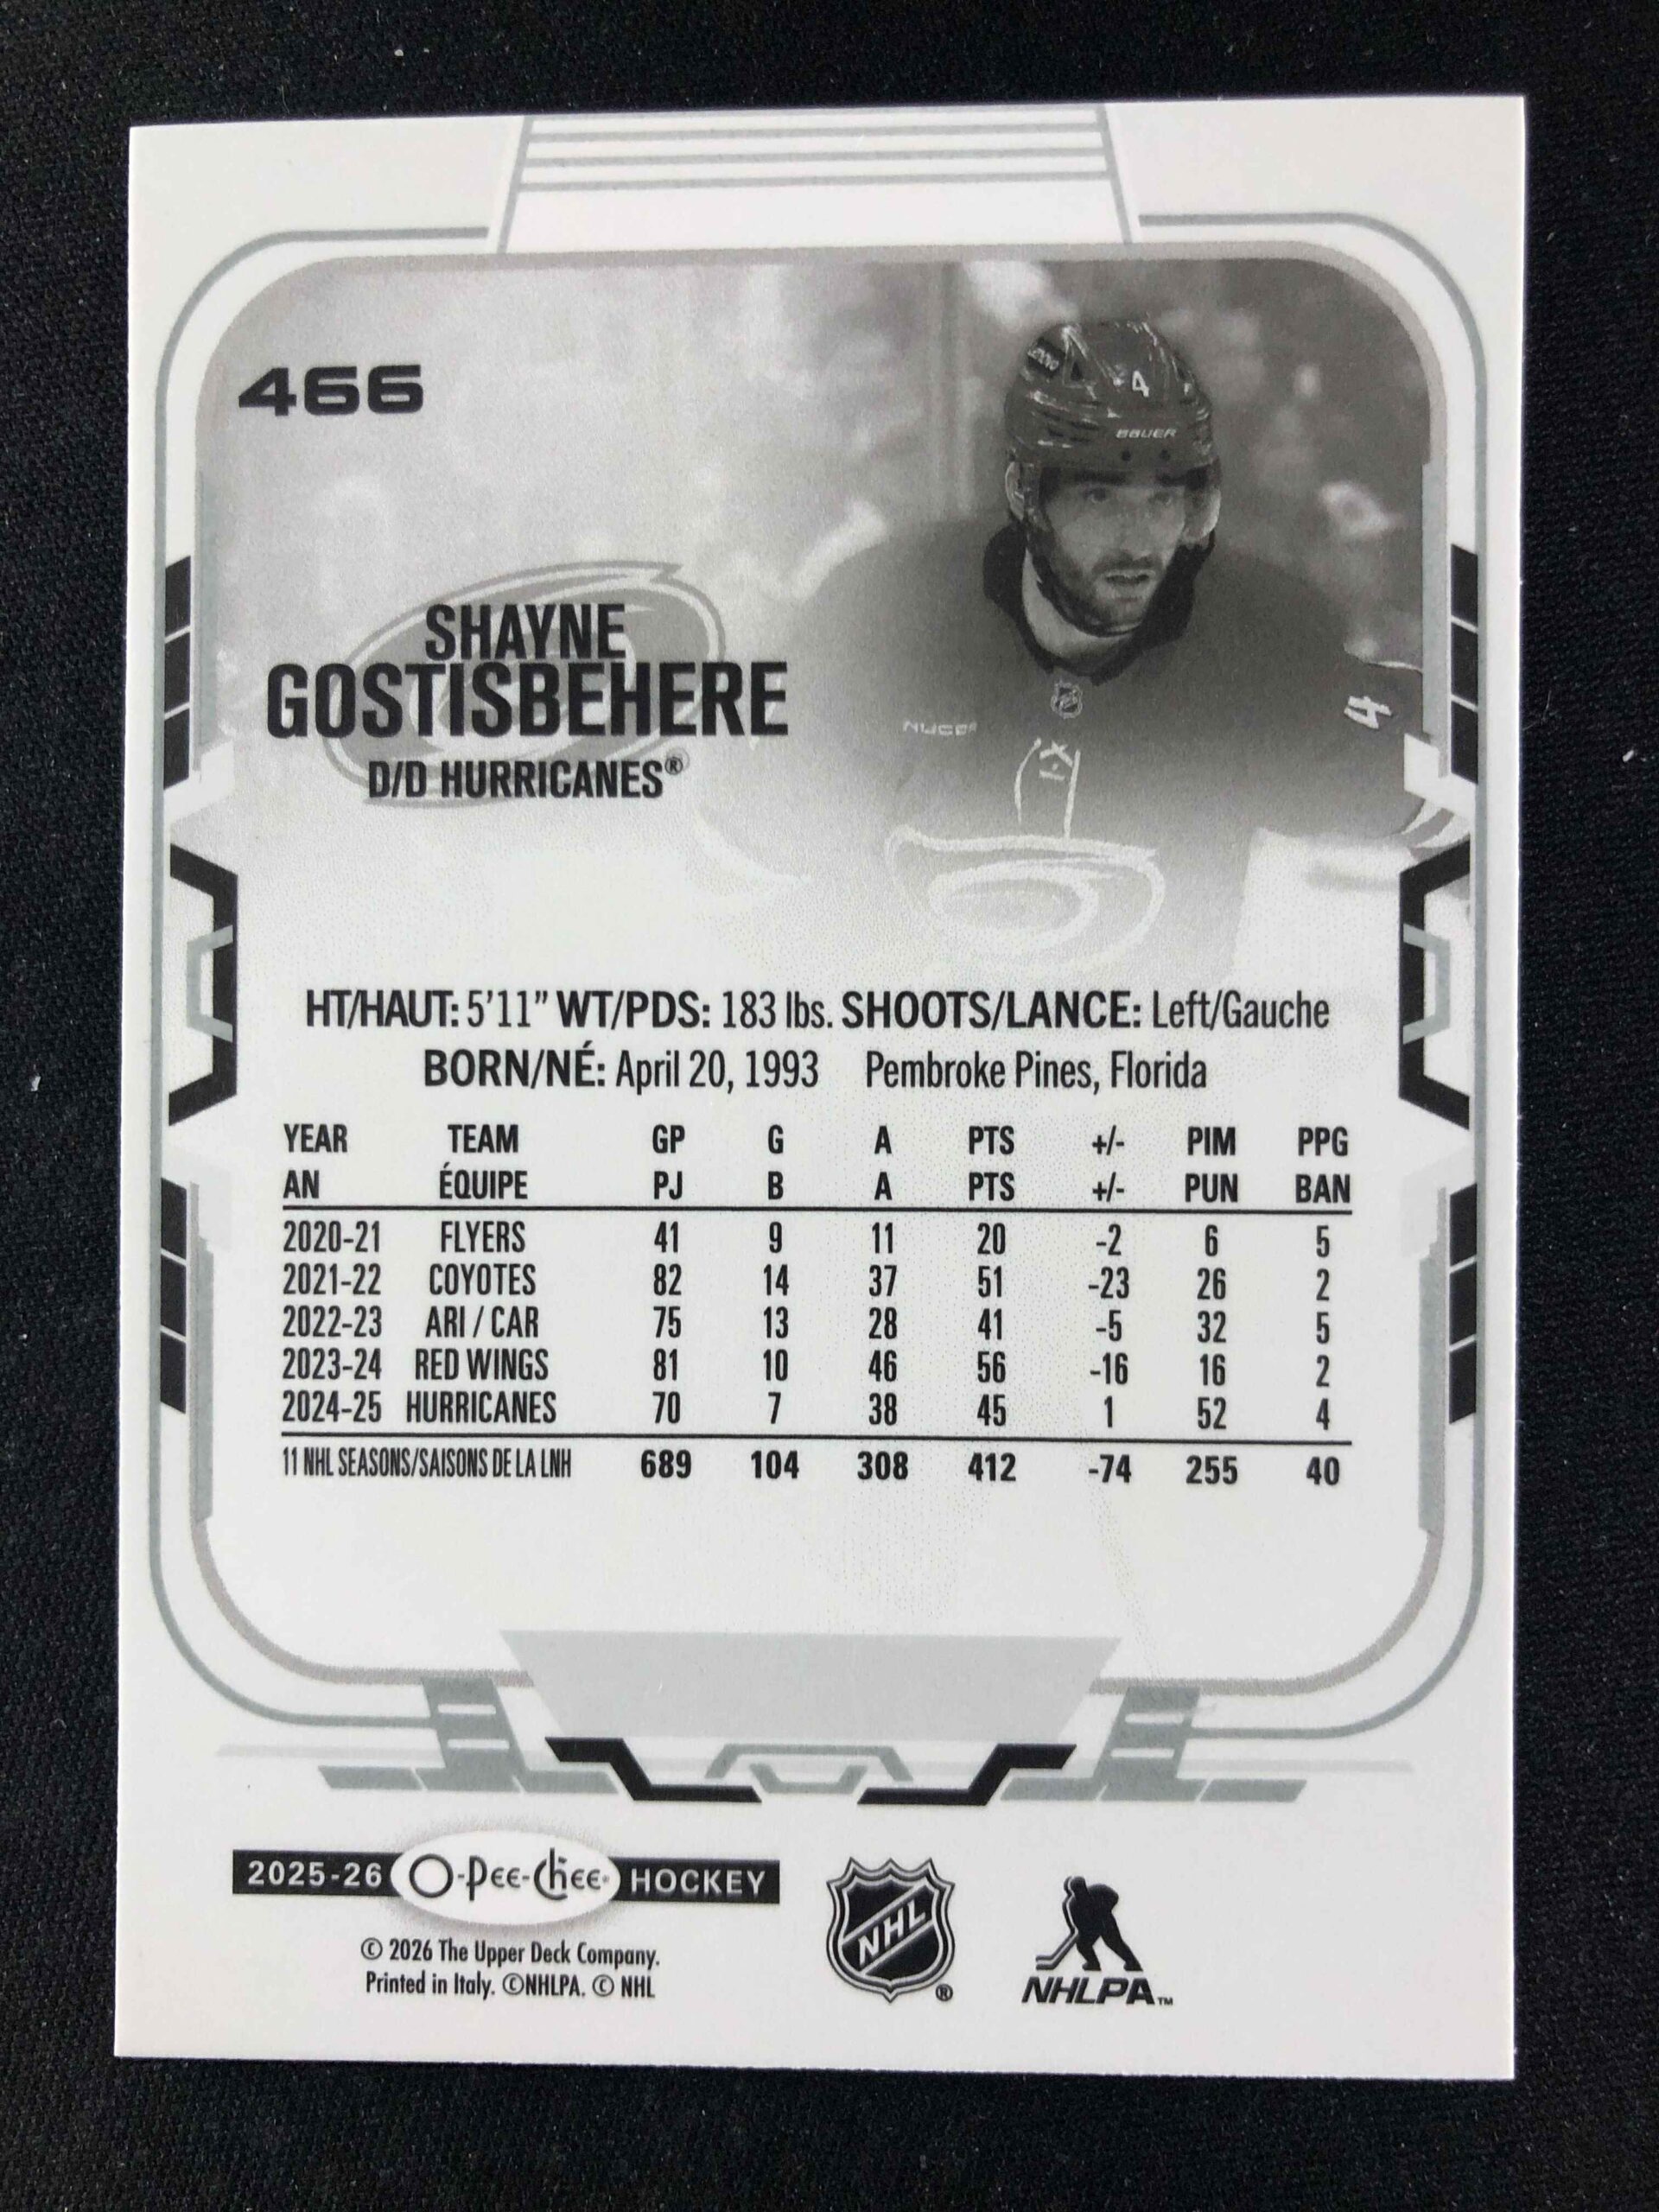 466
4
BAUER
SHAYNE
GOSTISBEHERE
D/D HURRICANES®
4
HT/HAUT: 5'11" WT/PDS: 183 lbs. SHOOTS/LANCE: Left/Gauche
BORN/NÉ: April 20, 1993 Pembroke Pines, Florida
YEAR TEAM GP G A PTS +/- PIM PPG
AN ÉQUIPE PJ B A PTS +/- PUN BAN
2020-21 FLYERS 41 9 11 20 -2 6 5
2021-22 COYOTES 82 14 37 51 -23 26 2
2022-23 ARI / CAR 75 13 28 41 -5 32 5
2023-24 RED WINGS 81 10 46 56 -16 16 2
2024-25 HURRICANES 70 7 38 45 1 52 4
11 NHL SEASONS/SAISONS DE LA LNH 689 104 308 412 -74 255 40
2025-26 O-Pee-Chee HOCKEY
© 2026 The Upper Deck Company.
Printed in Italy. ©NHLPA. © NHL
NHL®
NHLPA™